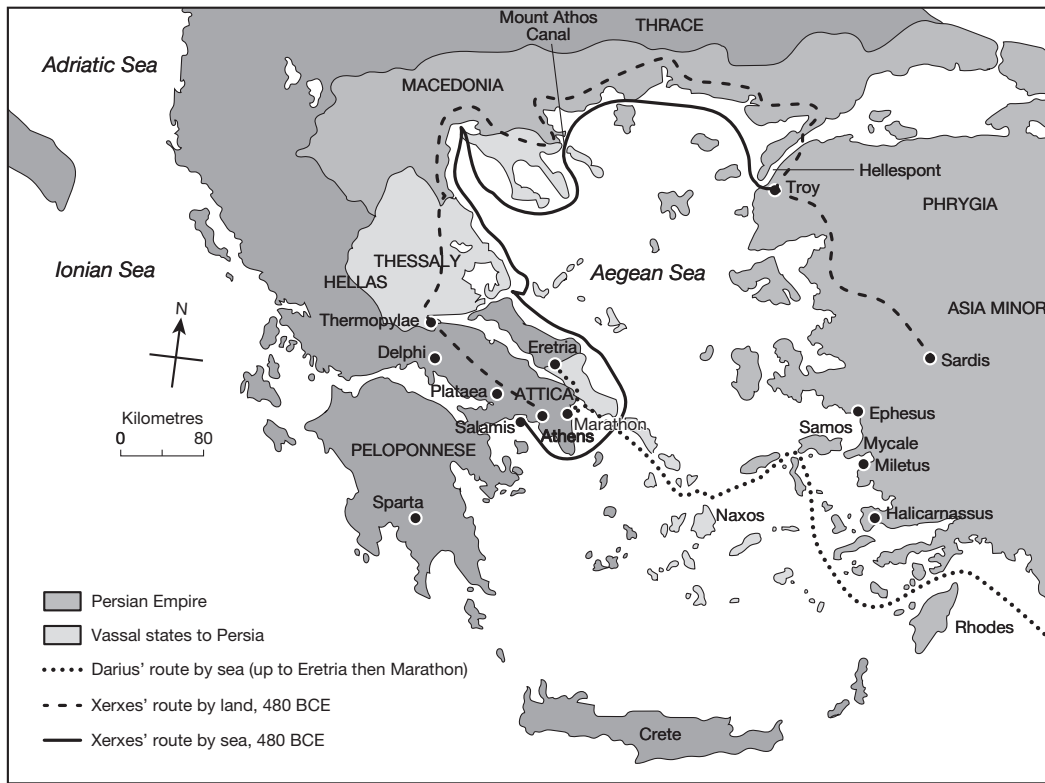 Mount Athos
Canal
THRACE
Adriatic Sea
MACEDONIA
Hellespont
Troy
PHRYGIA
Ionian Sea
THESSALY
HELLAS
Aegean Sea
ASIA MINOR
N
Thermopylae
Delphi
Eretria
Sardis
Plataea
ATTICA
Kilometres
0 80
Salamis
Athens
Marathon
Ephesus
Samos
Mycale
Miletus
PELOPONNESE
Sparta
Naxos
Halicarnassus
Rhodes
Crete
Persian Empire
Vassal states to Persia
Darius' route by sea (up to Eretria then Marathon)
Xerxes' route by land, 480 BCE
Xerxes' route by sea, 480 BCE